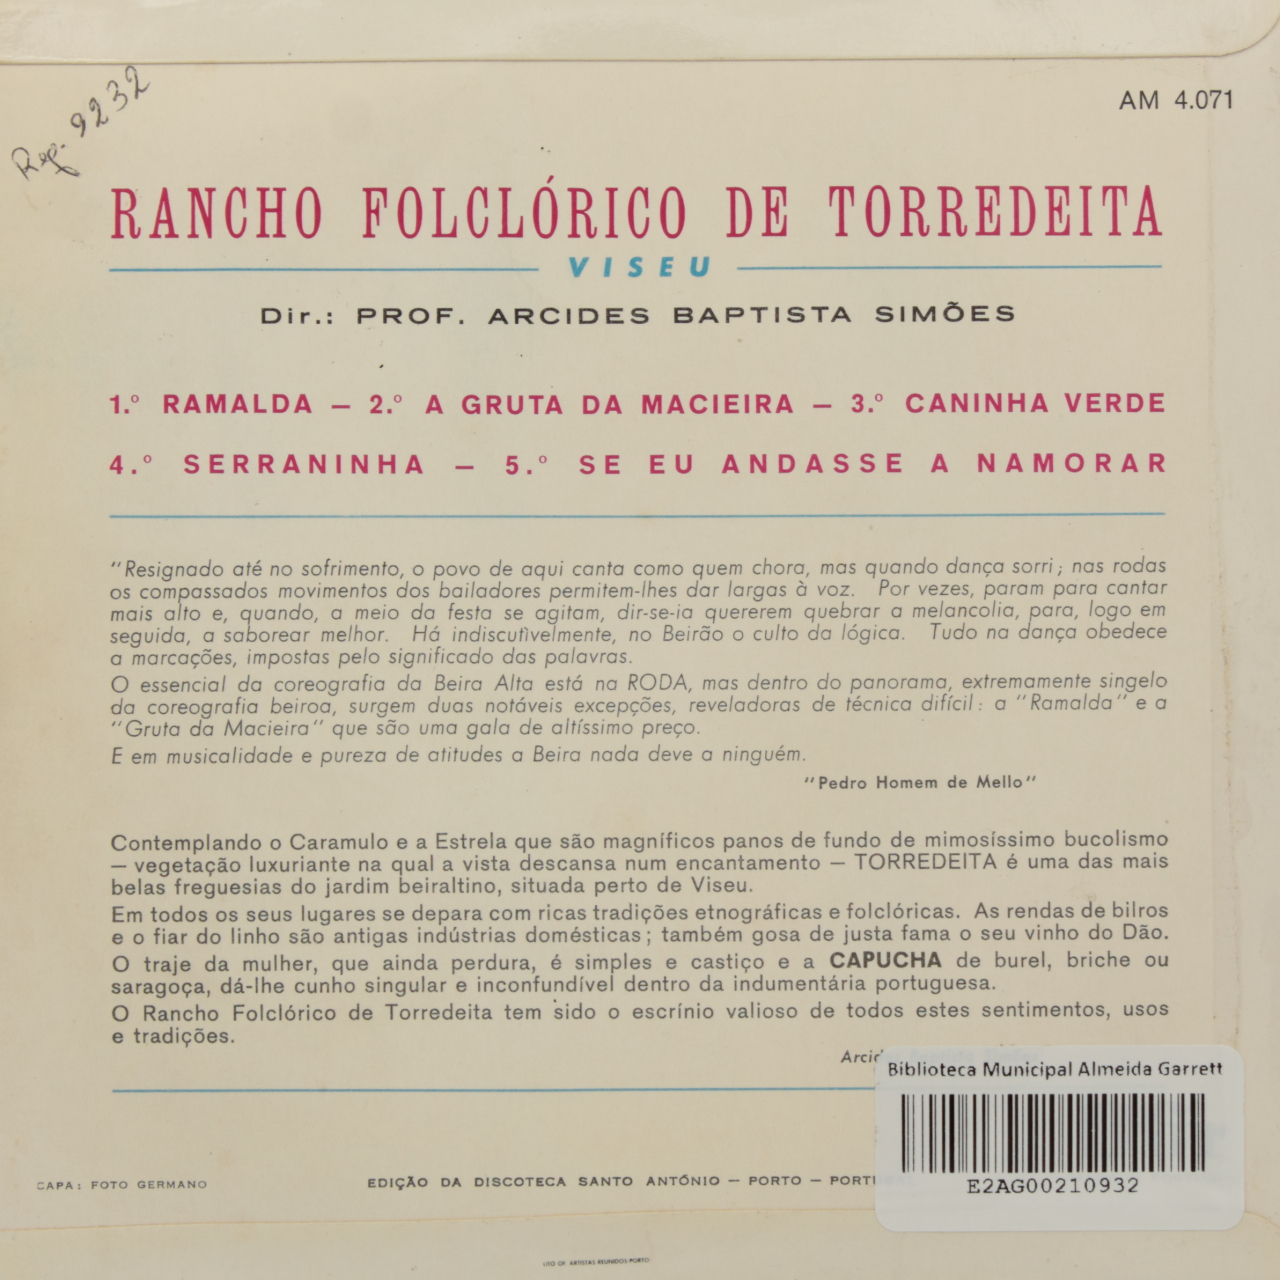 Reg. 9232
AM 4.071
RANCHO FOLCLÓRICO DE TORREDEITA
VISEU
Dir.: PROF. ARCIDES BAPTISTA SIMÕES
1.º RAMALDA — 2.º A GRUTA DA MACIEIRA — 3.º CANINHA VERDE
4.º SERRANINHA — 5.º SE EU ANDASSE A NAMORAR
"Resignado até no sofrimento, o povo de aqui canta como quem chora, mas quando dança sorri; nas rodas
os compassados movimentos dos bailadores permitem-lhes dar largas à voz. Por vezes, param para cantar
mais alto e, quando, a meio da festa se agitam, dir-se-ia quererem quebrar a melancolia, para, logo em
seguida, a saborear melhor. Há indiscutivelmente, no Beirão o culto da lógica. Tudo na dança obedece
a marcações, impostas pelo significado das palavras.
O essencial da coreografia da Beira Alta está na RODA, mas dentro do panorama, extremamente singelo
da coreografia beiroa, surgem duas notáveis excepções, reveladoras de técnica difícil: a "Ramalda" e a
"Gruta da Macieira" que são uma gala de altíssimo preço.
E em musicalidade e pureza de atitudes a Beira nada deve a ninguém.
"Pedro Homem de Mello"
Contemplando o Caramulo e a Estrela que são magníficos panos de fundo de mimosíssimo bucolismo
— vegetação luxuriante na qual a vista descansa num encantamento — TORREDEITA é uma das mais
belas freguesias do jardim beiraltino, situada perto de Viseu.
Em todos os seus lugares se depara com ricas tradições etnográficas e folclóricas. As rendas de bilros
e o fiar do linho são antigas indústrias domésticas; também gosa de justa fama o seu vinho do Dão.
O traje da mulher, que ainda perdura, é simples e castiço e a CAPUCHA de burel, briche ou
saragoça, dá-lhe cunho singular e inconfundível dentro da indumentária portuguesa.
O Rancho Folclórico de Torredeita tem sido o escrínio valioso de todos estes sentimentos, usos
e tradições.
Biblioteca Municipal Almeida Garrett
E2AG00210932
CAPA: FOTO GERMANO
EDIÇÃO DA DISCOTECA SANTO ANTÓNIO — PORTO —
LITO OF. ARTISTAS REUNIDOS-PORTO